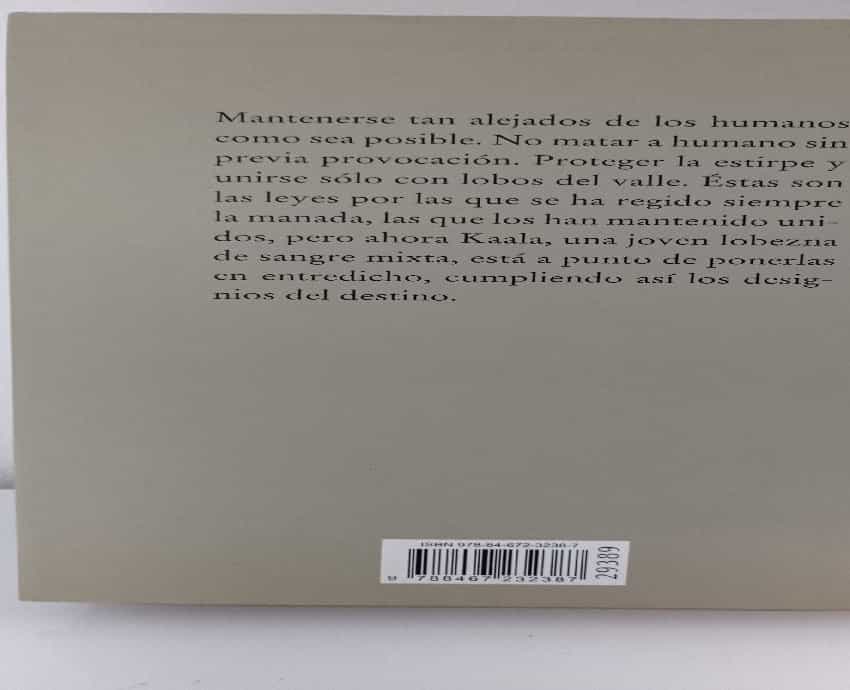 Mantenerse tan alejados de los humanos
como sea posible. No matar a humano sin
previa provocación. Proteger la estirpe y
unirse sólo con lobos del valle. Éstas son
las leyes por las que se ha regido siempre
la manada, las que los han mantenido uni-
dos, pero ahora Kaala, una joven lobezna
de sangre mixta, está a punto de ponerlas
en entredicho, cumpliendo así los desig-
nios del destino.
ISBN 978-84-672-3238-7
9 788467 232387
29389